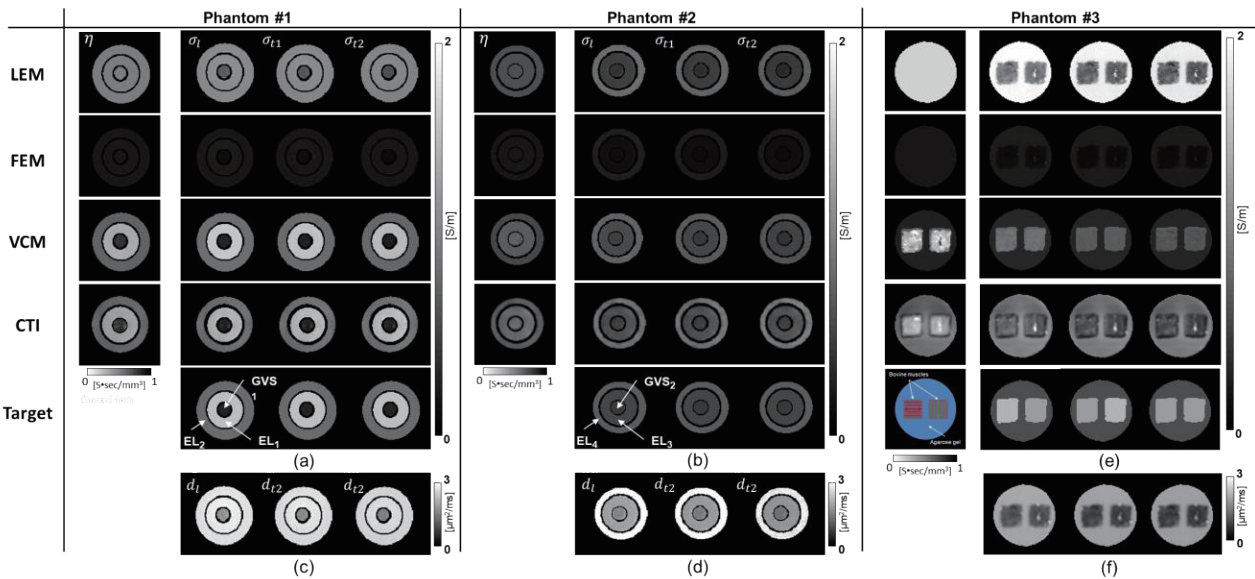 Phantom #1 Phantom #2 Phantom #3
η σl σt1 σt2 η σl σt1 σt2
LEM
FEM
VCM
CTI
Target
2
[S/m]
0
2
[S/m]
0
2
[S/m]
0
0 1
[S•sec/mm³]
0 1
[S•sec/mm³]
GVS
1
EL2
EL1
GVS2
EL4
EL3
Bovine muscles
Agarose gel
0 1
[S•sec/mm³]
(a) (b) (e)
dl dt2 dt2
3
[μm²/ms]
0
dl dt2 dt2
3
[μm²/ms]
0
3
[μm²/ms]
0
(c) (d) (f)